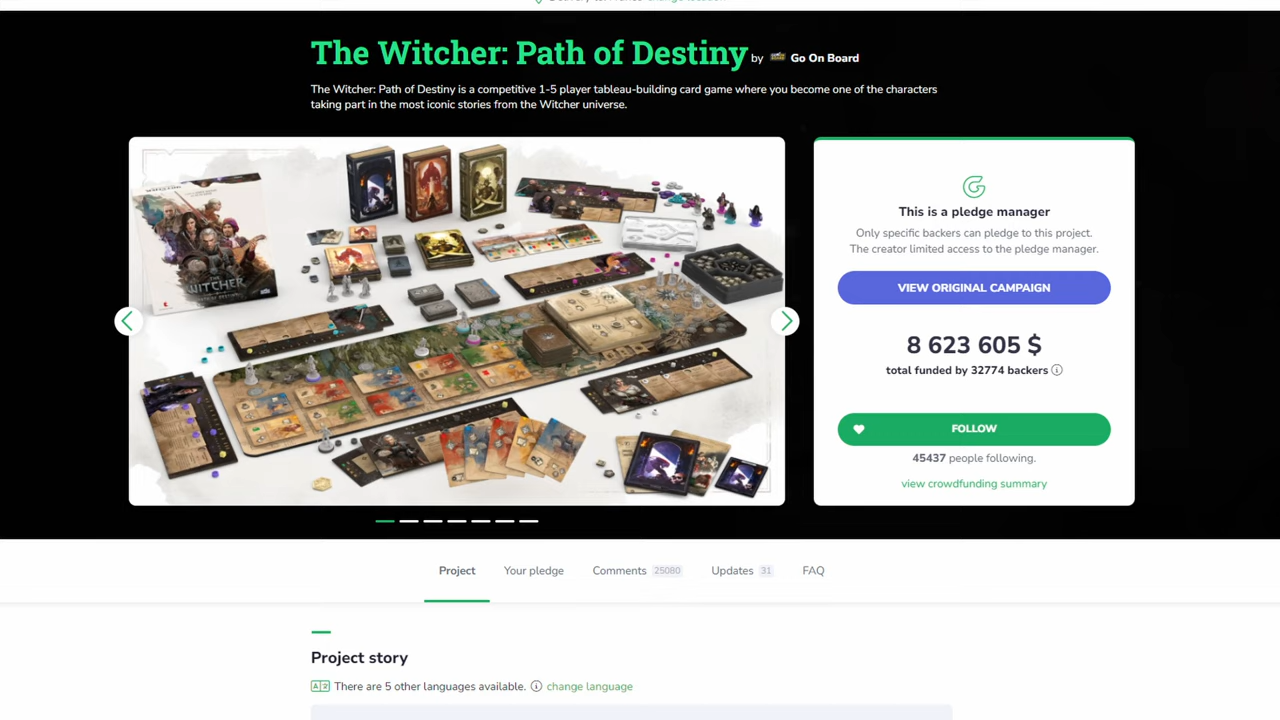 The Witcher: Path of Destiny by Go On Board
The Witcher: Path of Destiny is a competitive 1-5 player tableau-building card game where you become one of the characters
taking part in the most iconic stories from the Witcher universe.
WITCHER
This is a pledge manager
Only specific backers can pledge to this project.
The creator limited access to the pledge manager.
VIEW ORIGINAL CAMPAIGN
8 623 605 $
total funded by 32774 backers
FOLLOW
45437 people following.
view crowdfunding summary
Project
Your pledge
Comments 25080
Updates 31
FAQ
Project story
There are 5 other languages available. change language